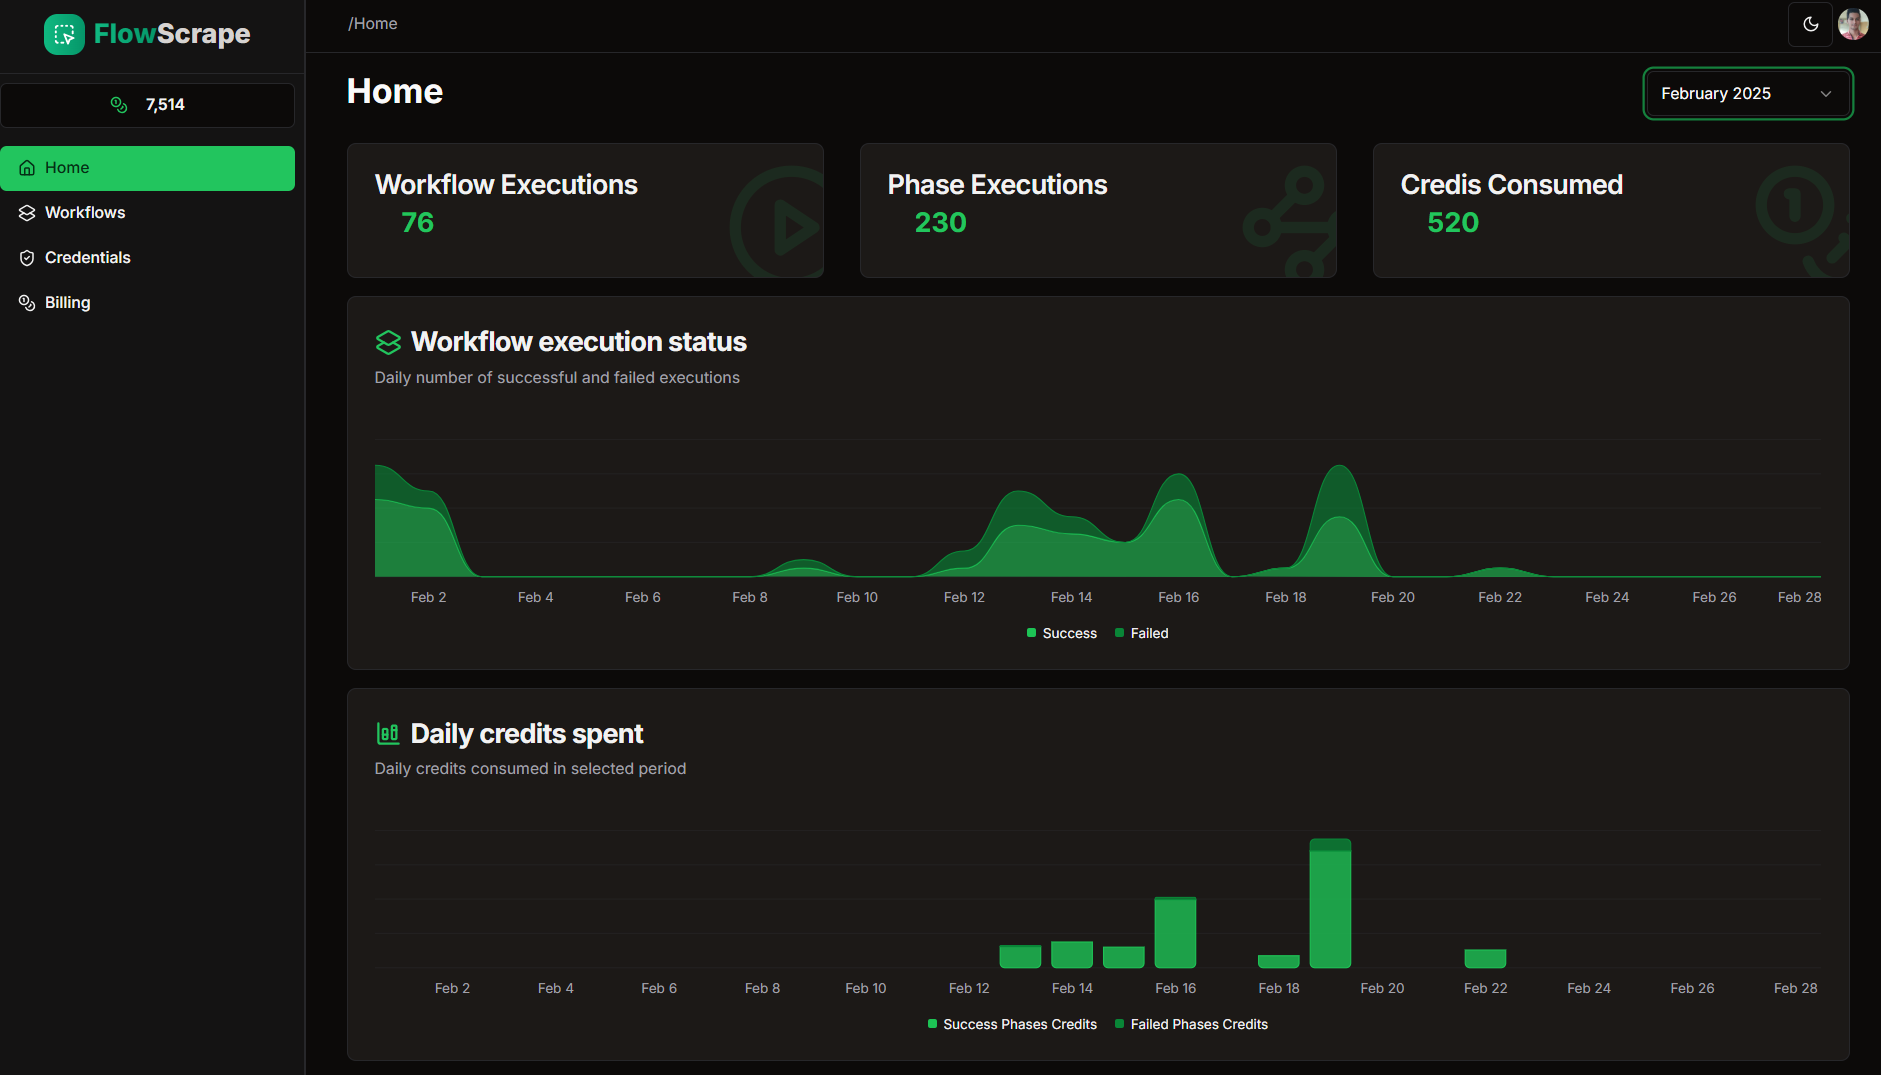 FlowScrape
/Home
7,514
Home
Workflows
Credentials
Billing
Home
February 2025
Workflow Executions
76
Phase Executions
230
Credis Consumed
520
Workflow execution status
Daily number of successful and failed executions
Feb 2 Feb 4 Feb 6 Feb 8 Feb 10 Feb 12 Feb 14 Feb 16 Feb 18 Feb 20 Feb 22 Feb 24 Feb 26 Feb 28
Success Failed
Daily credits spent
Daily credits consumed in selected period
Feb 2 Feb 4 Feb 6 Feb 8 Feb 10 Feb 12 Feb 14 Feb 16 Feb 18 Feb 20 Feb 22 Feb 24 Feb 26 Feb 28
Success Phases Credits Failed Phases Credits